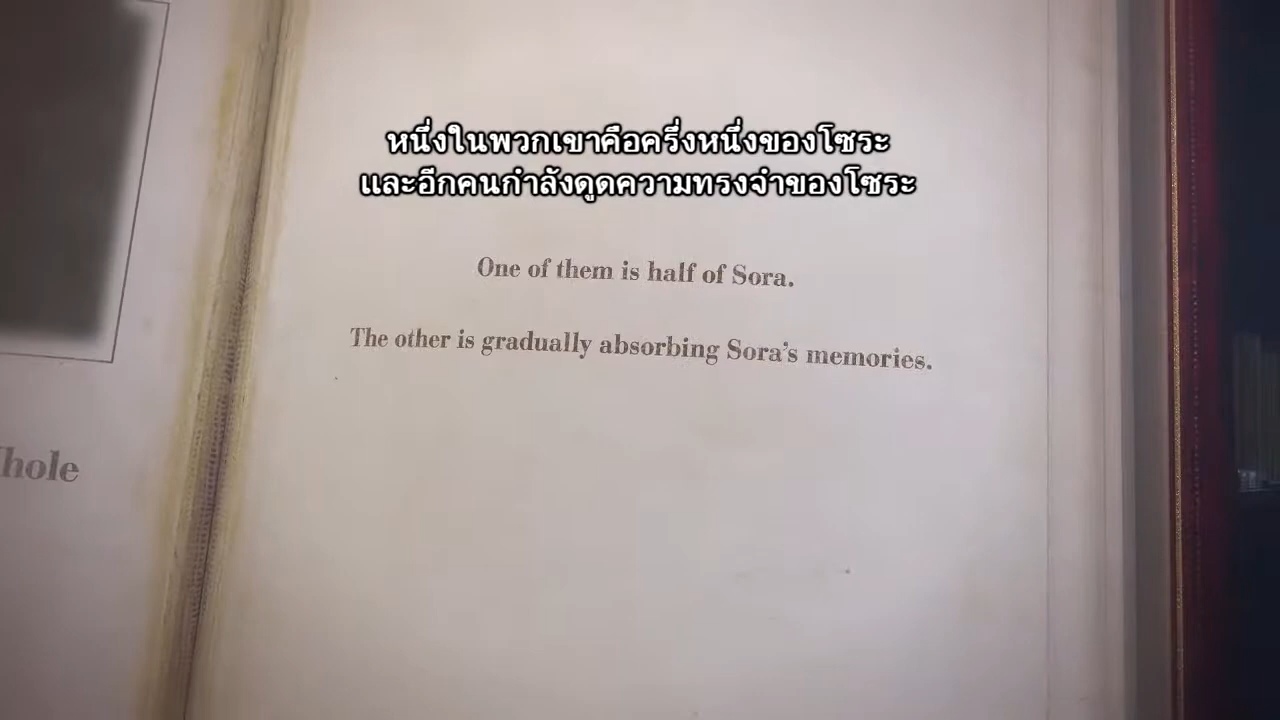 หนึ่งในพวกเขาคือครึ่งหนึ่งของโซระ
และอีกคนกำลังดูดความทรงจำของโซระ
One of them is half of Sora.
The other is gradually absorbing Sora's memories.